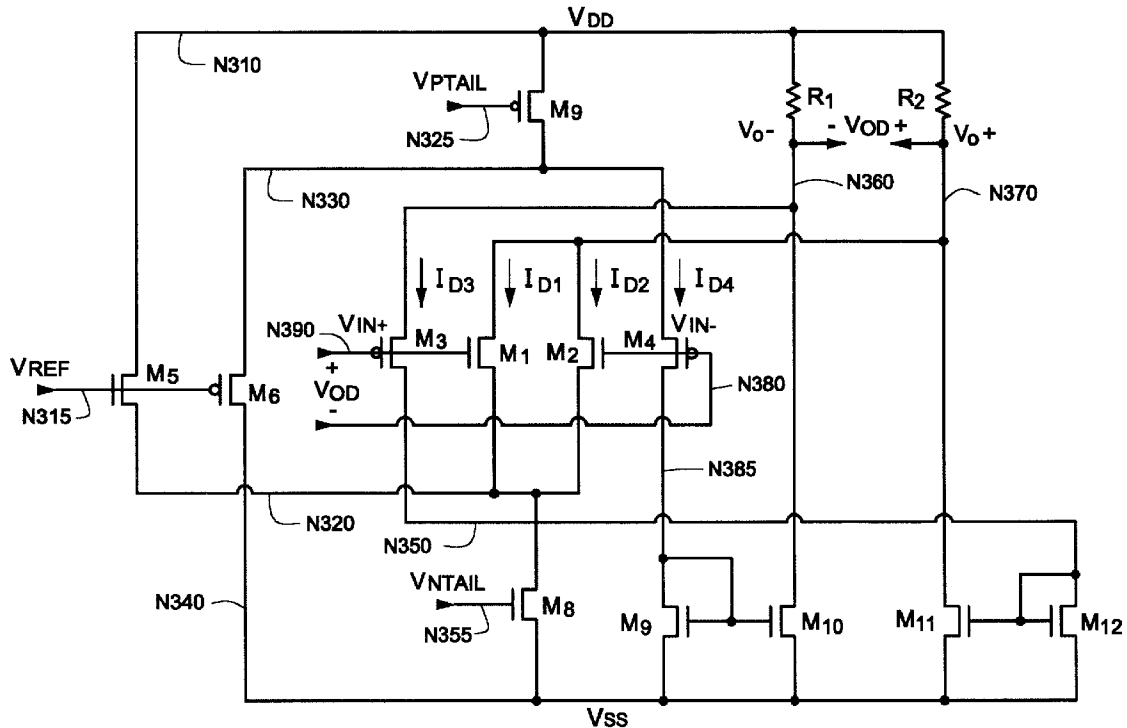 VDD
N310
VPTAIL
M9
N325
R1
R2
Vo-
- VOD +
Vo+
N330
N360
N370
ID3
ID1
ID2
ID4
N390
VIN+
M3
M1
M2
M4
VIN-
VREF
M5
M6
N315
+
VOD
-
N380
N385
N320
N350
VNTAIL
N340
M8
N355
M9
M10
M11
M12
VSS